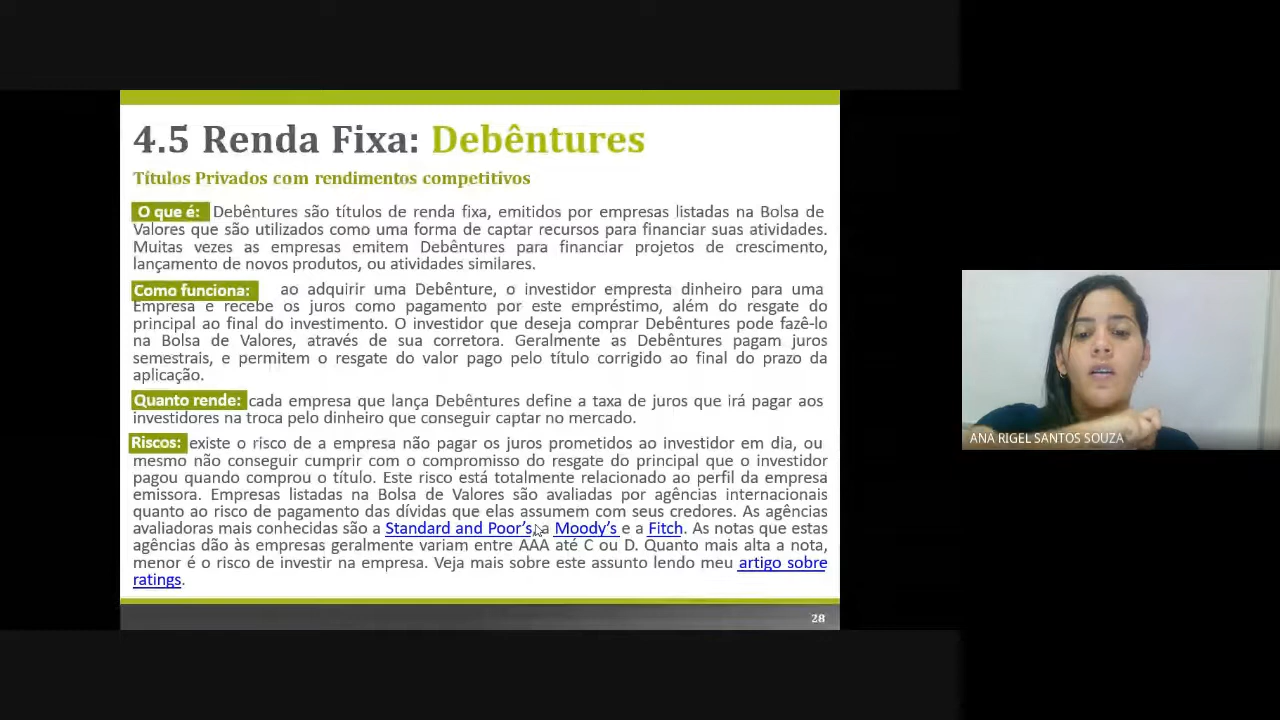 4.5 Renda Fixa: Debêntures
Títulos Privados com rendimentos competitivos
O que é: Debêntures são títulos de renda fixa, emitidos por empresas listadas na Bolsa de
Valores que são utilizados como uma forma de captar recursos para financiar suas atividades.
Muitas vezes as empresas emitem Debêntures para financiar projetos de crescimento,
lançamento de novos produtos, ou atividades similares.
Como funciona: ao adquirir uma Debênture, o investidor empresta dinheiro para uma
Empresa e recebe os juros como pagamento por este empréstimo, além do resgate do
principal ao final do investimento. O investidor que deseja comprar Debêntures pode fazê-lo
na Bolsa de Valores, através de sua corretora. Geralmente as Debêntures pagam juros
semestrais, e permitem o resgate do valor pago pelo título corrigido ao final do prazo da
aplicação.
Quanto rende: cada empresa que lança Debêntures define a taxa de juros que irá pagar aos
investidores na troca pelo dinheiro que conseguir captar no mercado.
Riscos: existe o risco de a empresa não pagar os juros prometidos ao investidor em dia, ou
mesmo não conseguir cumprir com o compromisso do resgate do principal que o investidor
pagou quando comprou o título. Este risco está totalmente relacionado ao perfil da empresa
emissora. Empresas listadas na Bolsa de Valores são avaliadas por agências internacionais
quanto ao risco de pagamento das dívidas que elas assumem com seus credores. As agências
avaliadoras mais conhecidas são a Standard and Poor's, a Moody's e a Fitch. As notas que estas
agências dão às empresas geralmente variam entre AAA até C ou D. Quanto mais alta a nota,
menor é o risco de investir na empresa. Veja mais sobre este assunto lendo meu artigo sobre
ratings.
28
ANA RIGEL SANTOS SOUZA